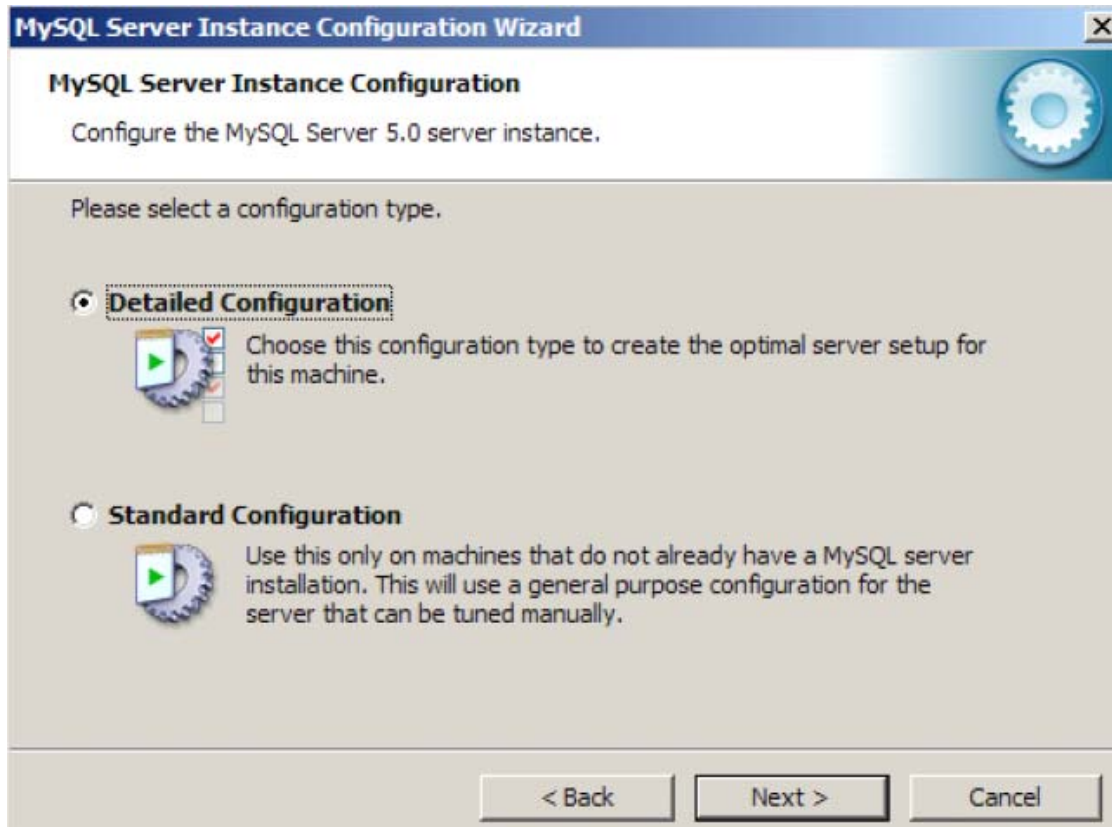 MySQL Server Instance Configuration Wizard
MySQL Server Instance Configuration
Configure the MySQL Server 5.0 server instance.
Please select a configuration type.
Detailed Configuration
Choose this configuration type to create the optimal server setup for
this machine.
Standard Configuration
Use this only on machines that do not already have a MySQL server
installation. This will use a general purpose configuration for the
server that can be tuned manually.
< Back
Next >
Cancel